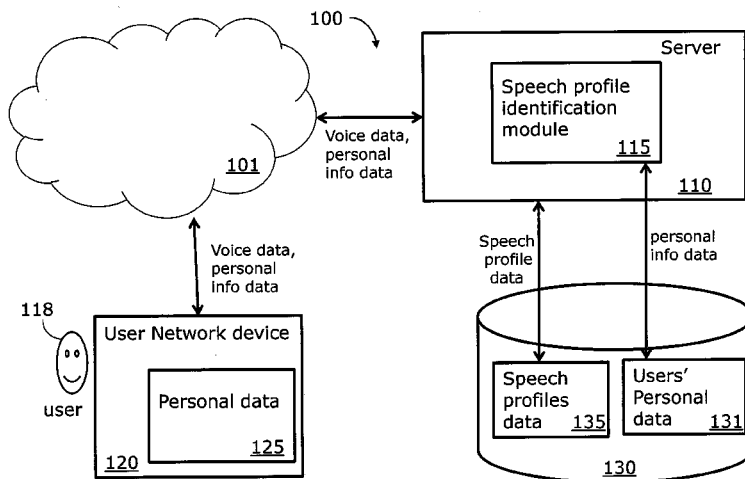 100
Server
Speech profile
identification
module
115
110
101
Voice data,
personal
info data
Voice data,
personal
info data
Speech
profile
data
personal
info data
118
user
User Network device
Personal data
125
120
Speech
profiles
data
135
Users'
Personal
data
131
130